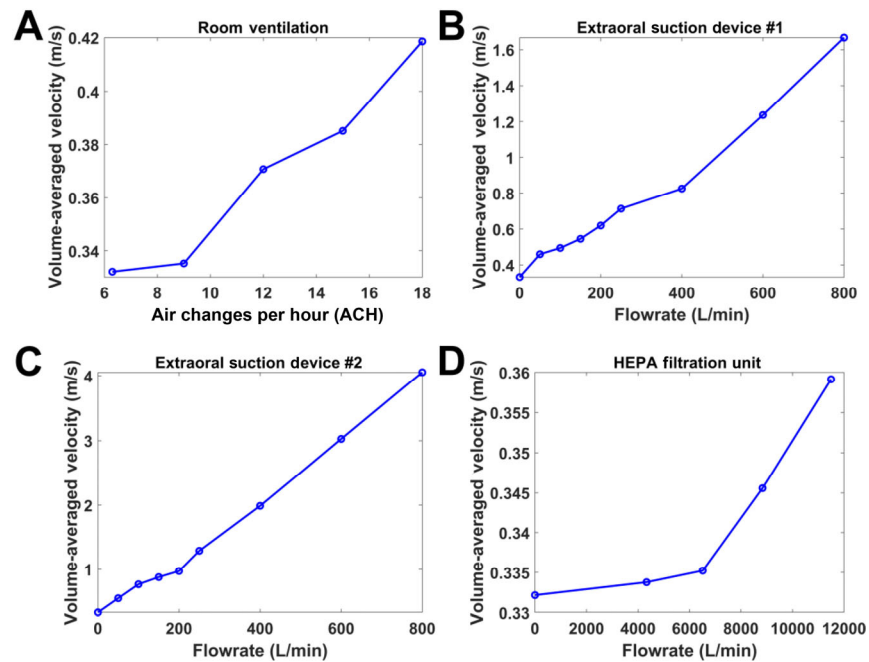 A
Room ventilation
Volume-averaged velocity (m/s)
0.42
0.4
0.38
0.36
0.34
6 8 10 12 14 16 18
Air changes per hour (ACH)
B
Extraoral suction device #1
Volume-averaged velocity (m/s)
1.6
1.4
1.2
1
0.8
0.6
0.4
0 200 400 600 800
Flowrate (L/min)
C
Extraoral suction device #2
Volume-averaged velocity (m/s)
4
3
2
1
0 200 400 600 800
Flowrate (L/min)
D
HEPA filtration unit
Volume-averaged velocity (m/s)
0.36
0.355
0.345
0.335
0.33
0 2000 4000 6000 8000 10000 12000
Flowrate (L/min)